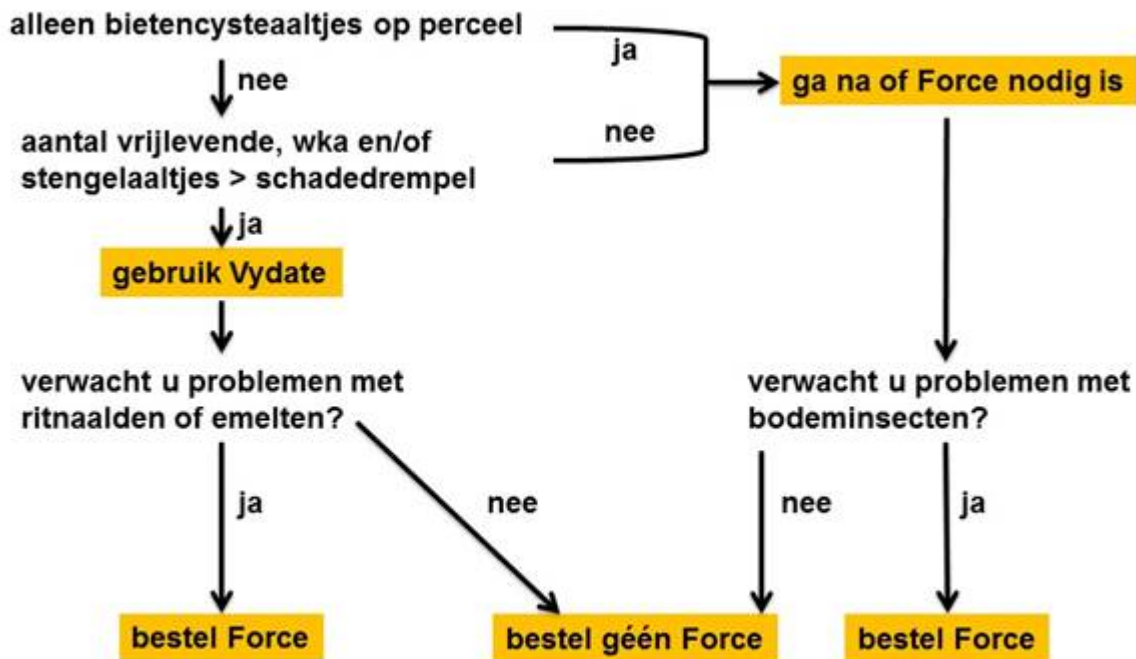 alleen bietencysteaaltjes op perceel
ja
nee
ga na of Force nodig is
nee
aantal vrijlevende, wka en/of
stengelaaltjes > schadedrempel
ja
gebruik Vydate
verwacht u problemen met
ritnaalden of emelten?
verwacht u problemen met
bodeminsecten?
ja
nee
nee
ja
bestel Force
bestel géén Force
bestel Force